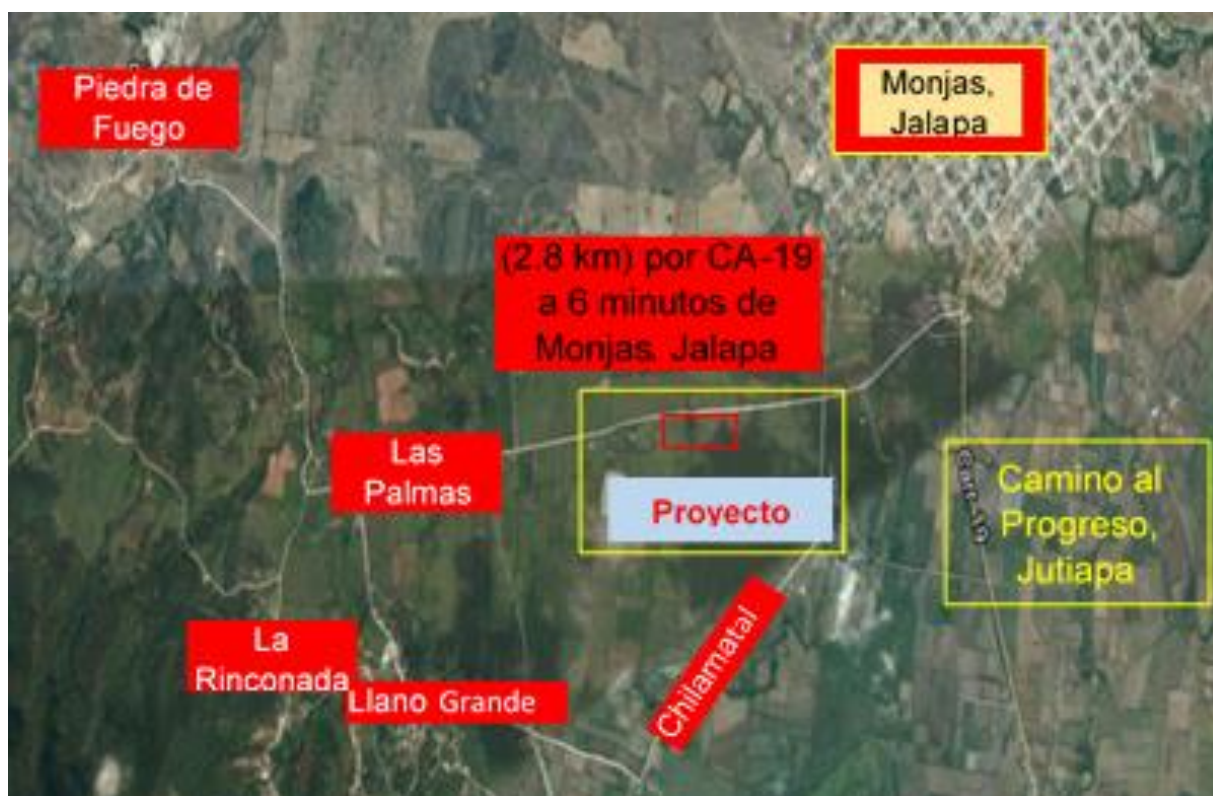 Piedra de
Fuego
Monjas,
Jalapa
(2.8 km) por CA-19
a 6 minutos de
Monjas. Jalapa
Las
Palmas
Proyecto
Camino al
Progreso,
Jutiapa
La
Rinconada
Llano Grande
Chilamatal